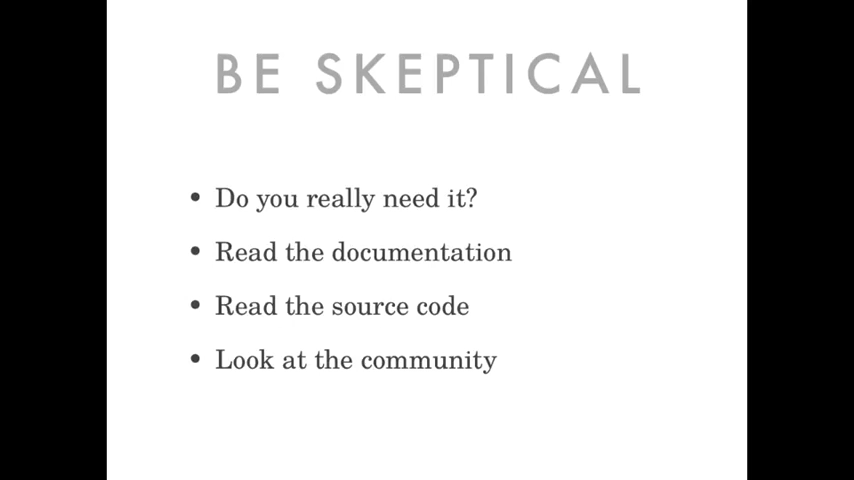 BE SKEPTICAL
• Do you really need it?
• Read the documentation
• Read the source code
• Look at the community